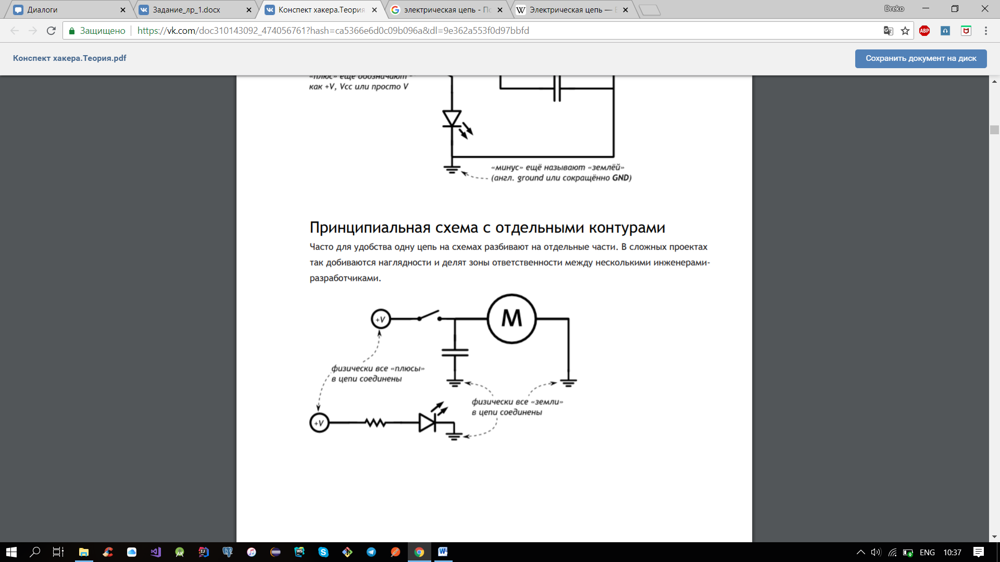 Диалоги
Задание_лр_1.docx
Конспект хакера.Теория
электрическая цепь - По
Электрическая цепь —
Dreko
Защищено
https://vk.com/doc310143092_474056761?hash=ca5366e6d0c09b096a&dl=9e362a553f0d97bbfd
ABP
Конспект хакера.Теория.pdf
Сохранить документ на диск
«плюс» ещё обозначают
как +V, Vcc или просто V
«минус» ещё называют «землёй»
(англ. ground или сокращённо GND)
Принципиальная схема с отдельными контурами
Часто для удобства одну цепь на схемах разбивают на отдельные части. В сложных проектах
так добиваются наглядности и делят зоны ответственности между несколькими инженерами-
разработчиками.
+V
M
физически все «плюсы»
в цепи соединены
физически все «земли»
в цепи соединены
+V
ENG
10:37